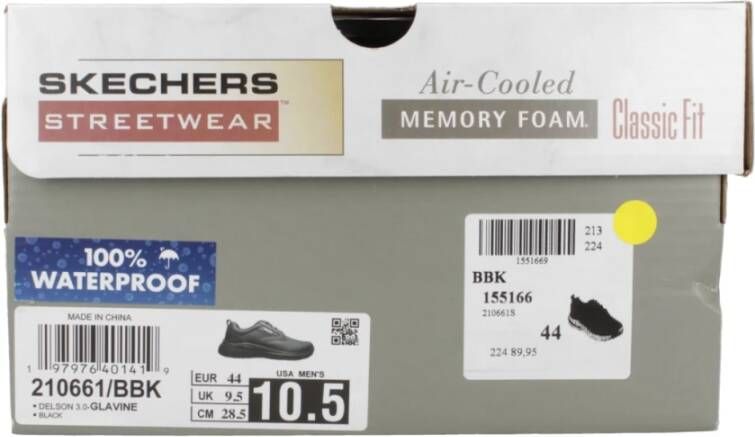 SKECHERS
STREETWEAR™
Air-Cooled
MEMORY FOAM.
Classic Fit
100%
WATERPROOF
213
224
1551669
BBK
155166
210661S
44
224 89,95
MADE IN CHINA
1 97976 40141 9
210661/BBK
• DELSON 3.0-GLAVINE
• BLACK
EUR 44
UK 9.5
CM 28.5
USA MEN'S
10.5